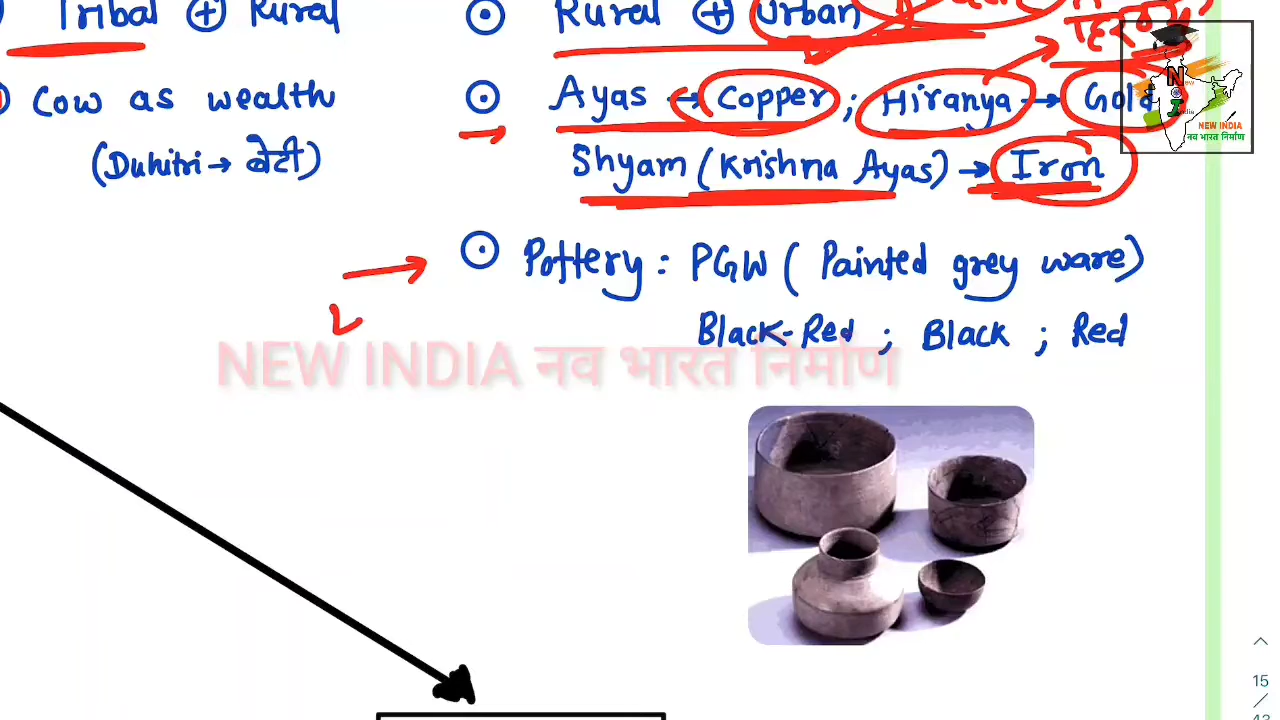 Tribal ⊕ Rural
Cow as wealth
(Duhitri → बेटी)
⊙ Rural ⊕ Urban
⊙ Ayas → Copper ; Hiranya → Gold
Shyam (Krishna Ayas) → Iron
⊙ Pottery : PGW ( Painted grey ware)
Black-Red ; Black ; Red
NEW INDIA नव भारत निर्माण
NEW INDIA
नव भारत निर्माण
15
/